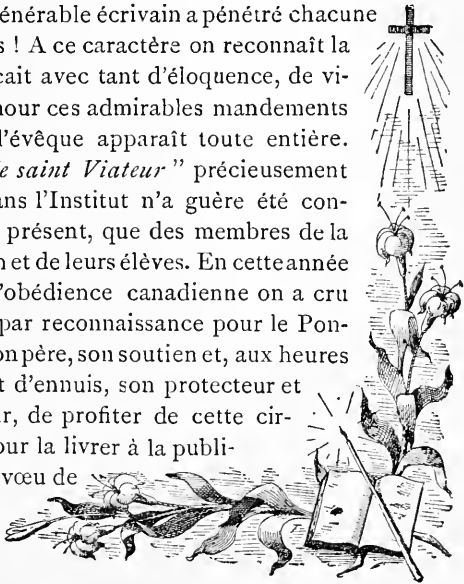 énérable écrivain a pénétré chacune
s ! A ce caractère on reconnaît la
çait avec tant d'éloquence, de vi-
nour ces admirables mandements
l'évêque apparaît toute entière.
e saint Viateur ” précieusement
ans l'Institut n'a guère été con-
présent, que des membres de la
n et de leurs élèves. En cette année
'obédience canadienne on a cru
par reconnaissance pour le Pon-
on père, son soutien et, aux heures
t d'ennuis, son protecteur et
ur, de profiter de cette cir-
our la livrer à la publi-
vœu de